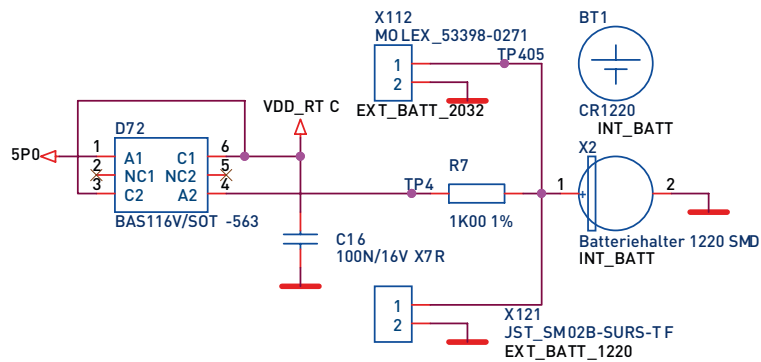 X112
MOLEX_53398-0271
TP405
1
2
EXT_BATT_2032
BT1
CR1220
INT_BATT
VDD_RTC
5P0
D72
1 A1 C1 6
2 NC1 NC2 5
3 C2 A2 4
BAS116V/SOT -563
TP4
R7
1K00 1%
X2
1 + 2
Batteriehalter 1220 SMD
INT_BATT
C16
100N/16V X7R
1
2
X121
JST_SM02B-SURS-TF
EXT_BATT_1220